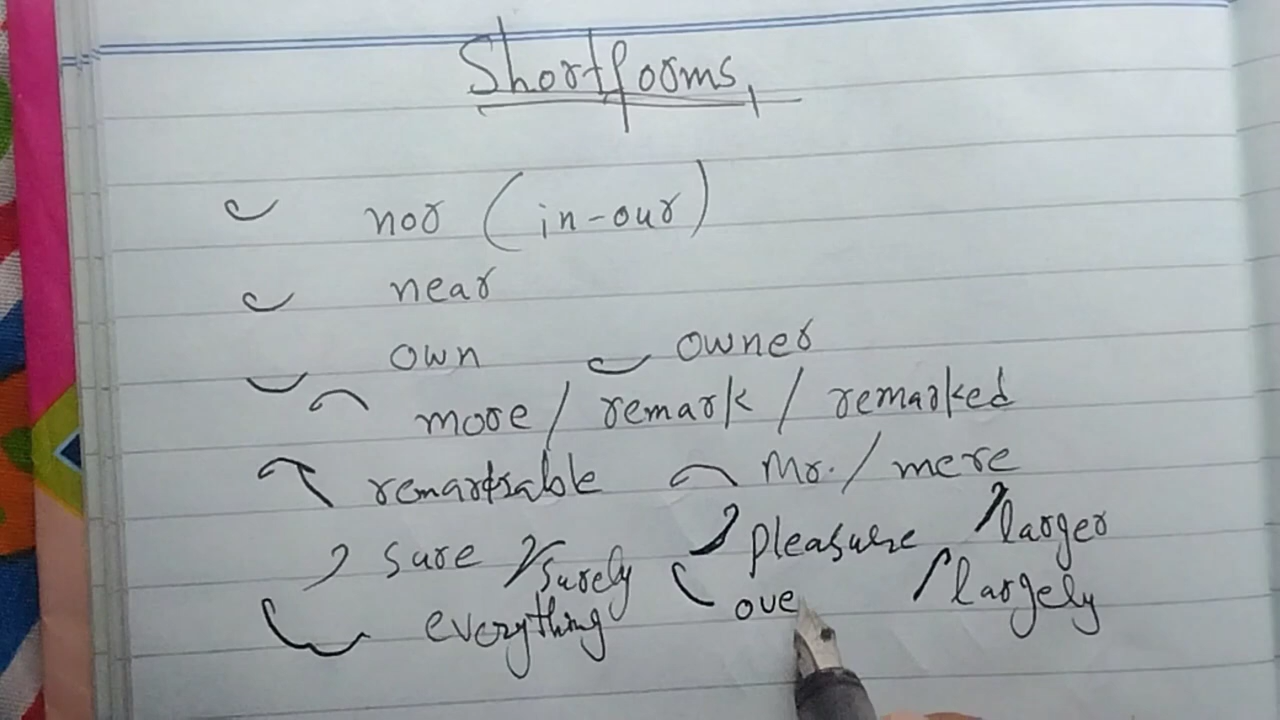 Shortforms
nor (in-our)
near
own owner
more / remark / remarked
remarkable Mr. / mere
sure surely pleasure larger
everything ove largely